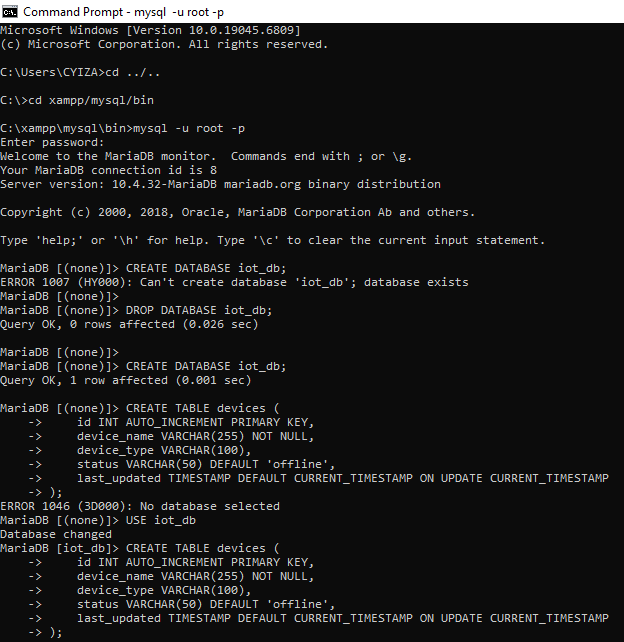 Command Prompt - mysql -u root -p
Microsoft Windows [Version 10.0.19045.6809]
(c) Microsoft Corporation. All rights reserved.
C:\Users\CYIZA>cd ../..
C:\>cd xampp/mysql/bin
C:\xampp\mysql\bin>mysql -u root -p
Enter password:
Welcome to the MariaDB monitor.  Commands end with ; or \g.
Your MariaDB connection id is 8
Server version: 10.4.32-MariaDB mariadb.org binary distribution
Copyright (c) 2000, 2018, Oracle, MariaDB Corporation Ab and others.
Type 'help;' or '\h' for help. Type '\c' to clear the current input statement.
MariaDB [(none)]> CREATE DATABASE iot_db;
ERROR 1007 (HY000): Can't create database 'iot_db'; database exists
MariaDB [(none)]>
MariaDB [(none)]> DROP DATABASE iot_db;
Query OK, 0 rows affected (0.026 sec)
MariaDB [(none)]>
MariaDB [(none)]> CREATE DATABASE iot_db;
Query OK, 1 row affected (0.001 sec)
MariaDB [(none)]> CREATE TABLE devices (
    ->     id INT AUTO_INCREMENT PRIMARY KEY,
    ->     device_name VARCHAR(255) NOT NULL,
    ->     device_type VARCHAR(100),
    ->     status VARCHAR(50) DEFAULT 'offline',
    ->     last_updated TIMESTAMP DEFAULT CURRENT_TIMESTAMP ON UPDATE CURRENT_TIMESTAMP
    -> );
ERROR 1046 (3D000): No database selected
MariaDB [(none)]> USE iot_db
Database changed
MariaDB [iot_db]> CREATE TABLE devices (
    ->     id INT AUTO_INCREMENT PRIMARY KEY,
    ->     device_name VARCHAR(255) NOT NULL,
    ->     device_type VARCHAR(100),
    ->     status VARCHAR(50) DEFAULT 'offline',
    ->     last_updated TIMESTAMP DEFAULT CURRENT_TIMESTAMP ON UPDATE CURRENT_TIMESTAMP
    -> );